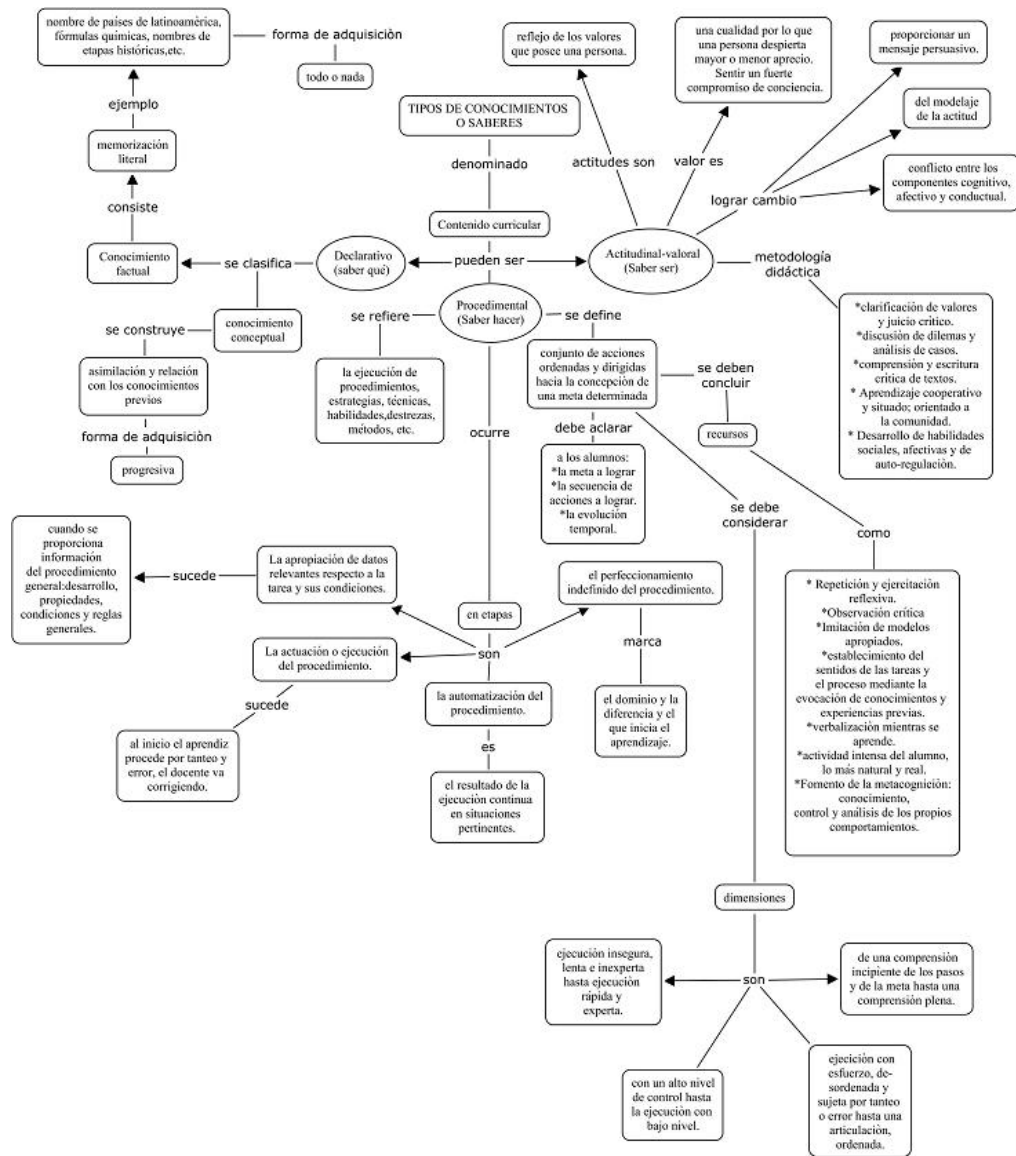 nombre de países de latinoamèrica,
fórmulas químicas, nombres de
etapas históricas,etc.
forma de adquisiciòn
todo o nada
ejemplo
memorización
literal
consiste
Conocimiento
factual
reflejo de los valores
que posee una persona.
una cualidad por lo que
una persona despierta
mayor o menor aprecio.
Sentir un fuerte
compromiso de conciencia.
proporcionar un
mensaje persuasivo.
del modelaje
de la actitud
conflicto entre los
componentes cognitivo,
afectivo y conductual.
TIPOS DE CONOCIMIENTOS
O SABERES
denominado
actitudes son
valor es
lograr cambio
Contenido curricular
se clasifica
Declarativo
(saber qué)
pueden ser
Actitudinal-valoral
(Saber ser)
metodología
didáctica
*clarificación de valores
y juicio crítico.
*discusión de dilemas y
análisis de casos.
*comprensión y escritura
crítica de textos.
* Aprendizaje cooperativo
y situado; orientado a
la comunidad.
* Desarrollo de habilidades
sociales, afectivas y de
auto-regulaciòn.
se construye
conocimiento
conceptual
asimilación y relación
con los conocimientos
previos
forma de adquisiciòn
progresiva
se refiere
Procedimental
(Saber hacer)
se define
la ejecución de
procedimientos,
estrategias, técnicas,
habilidades,destrezas,
métodos, etc.
ocurre
conjunto de acciones
ordenadas y dirigidas
hacia la concepción de
una meta determinada
se deben
concluir
recursos
debe aclarar
a los alumnos:
*la meta a lograr
*la secuencia de
acciones a lograr.
*la evolución
temporal.
se debe
considerar
como
cuando se
proporciona
información
del procedimiento
general:desarrollo,
propiedades,
condiciones y reglas
generales.
sucede
La apropiación de datos
relevantes respecto a la
tarea y sus condiciones.
el perfeccionamiento
indefinido del procedimiento.
en etapas
son
marca
La actuación o ejecución
del procedimiento.
sucede
al inicio el aprendiz
procede por tanteo y
error, el docente va
corrigiendo.
la automatización del
procedimiento.
es
el resultado de la
ejecución continua
en situaciones
pertinentes.
el dominio y la
diferencia y el
que inicia el
aprendizaje.
* Repetición y ejercitaciòn
reflexiva.
*Observación crítica
*Imitación de modelos
apropiados.
*establecimiento del
sentidos de las tareas y
el proceso mediante la
evocación de conocimientos y
experiencias previas.
*verbalización mientras se
aprende.
*actividad intensa del alumno,
lo más natural y real.
*Fomento de la metacogniciòn:
conocimiento,
control y análisis de los propios
comportamientos.
dimensiones
son
ejecución insegura,
lenta e inexperta
hasta ejecución
rápida y
experta.
de una comprensiòn
incipiente de los pasos
y de la meta hasta una
comprensiòn plena.
con un alto nivel
de control hasta
la ejecución con
bajo nivel.
ejecición con
esfuerzo, de-
sordenada y
sujeta por tanteo
o error hasta una
articulaciòn,
ordenada.